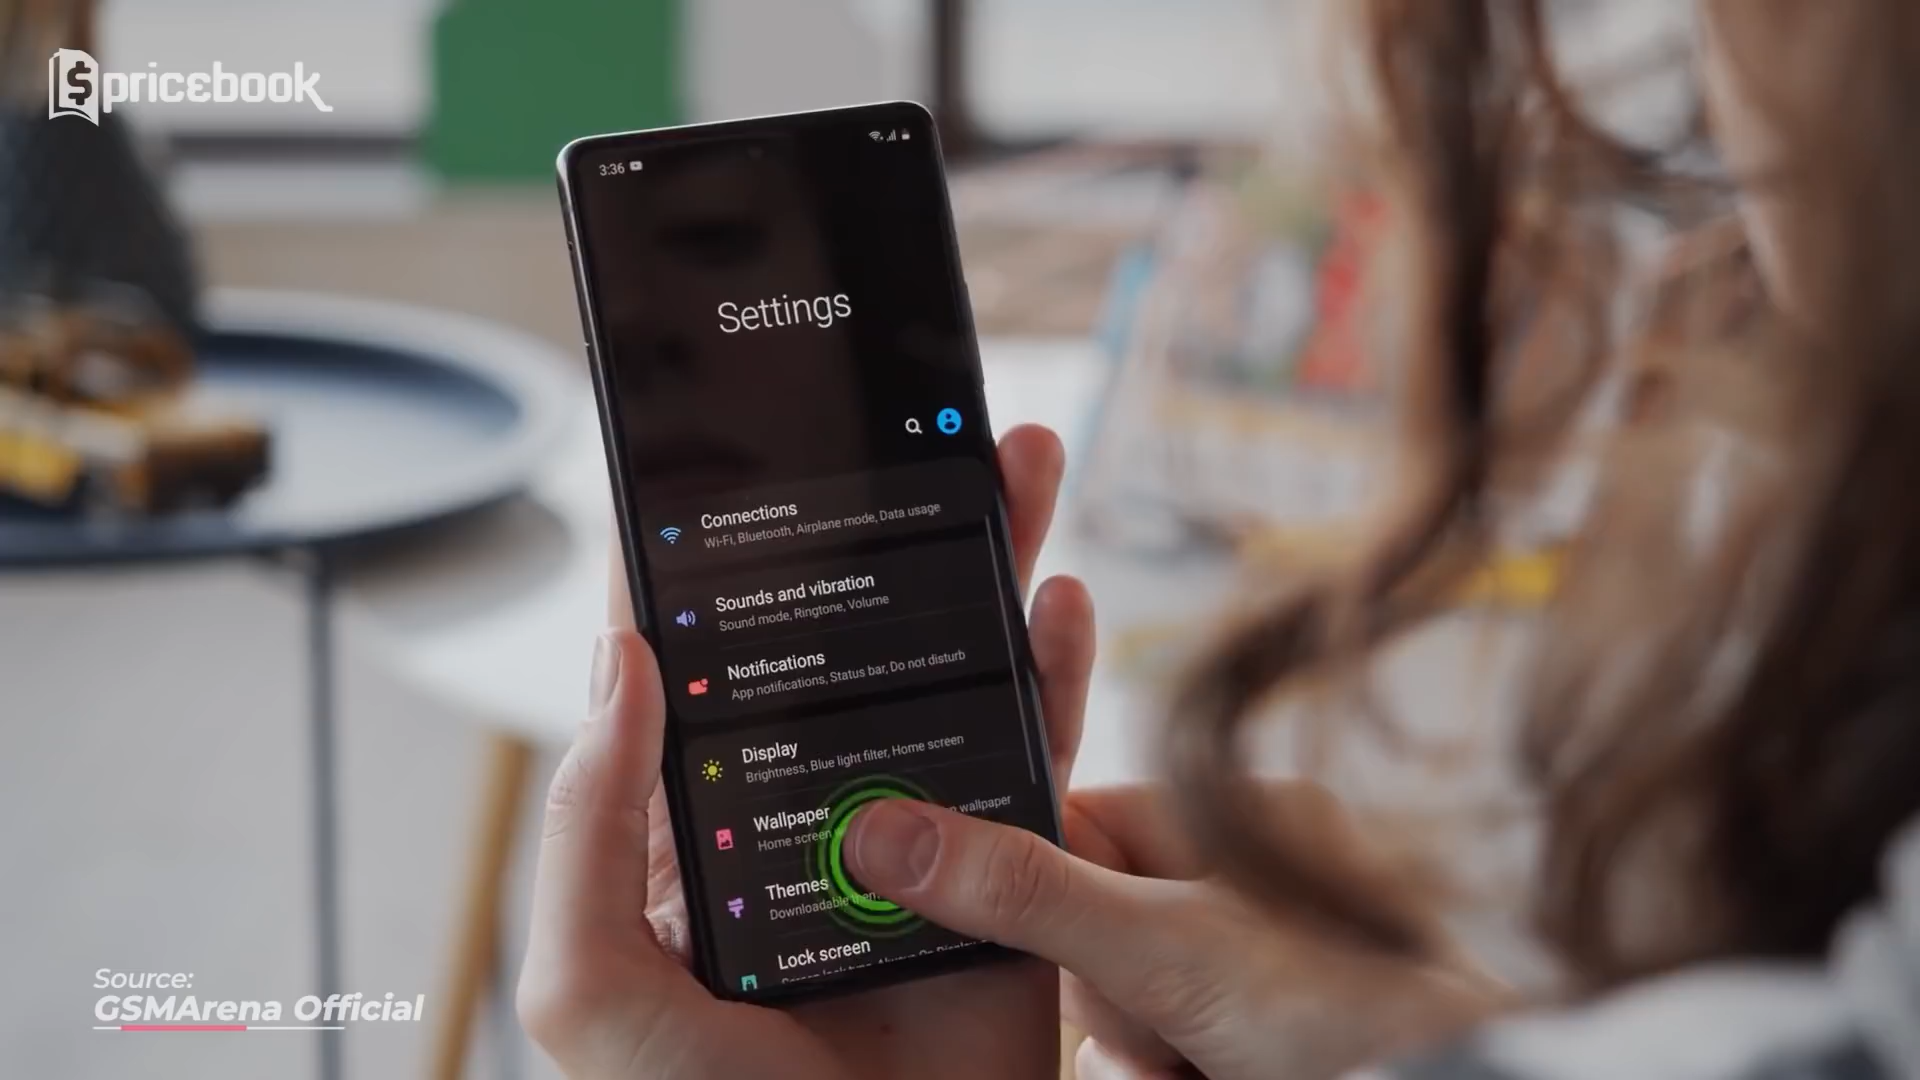 pricebook
3:36
Settings
Connections
Wi-Fi, Bluetooth, Airplane mode, Data usage
Sounds and vibration
Sound mode, Ringtone, Volume
Notifications
App notifications, Status bar, Do not disturb
Display
Brightness, Blue light filter, Home screen
Wallpaper
Home screen wallpaper
Themes
Downloadable
Lock screen
Source:
GSMArena Official